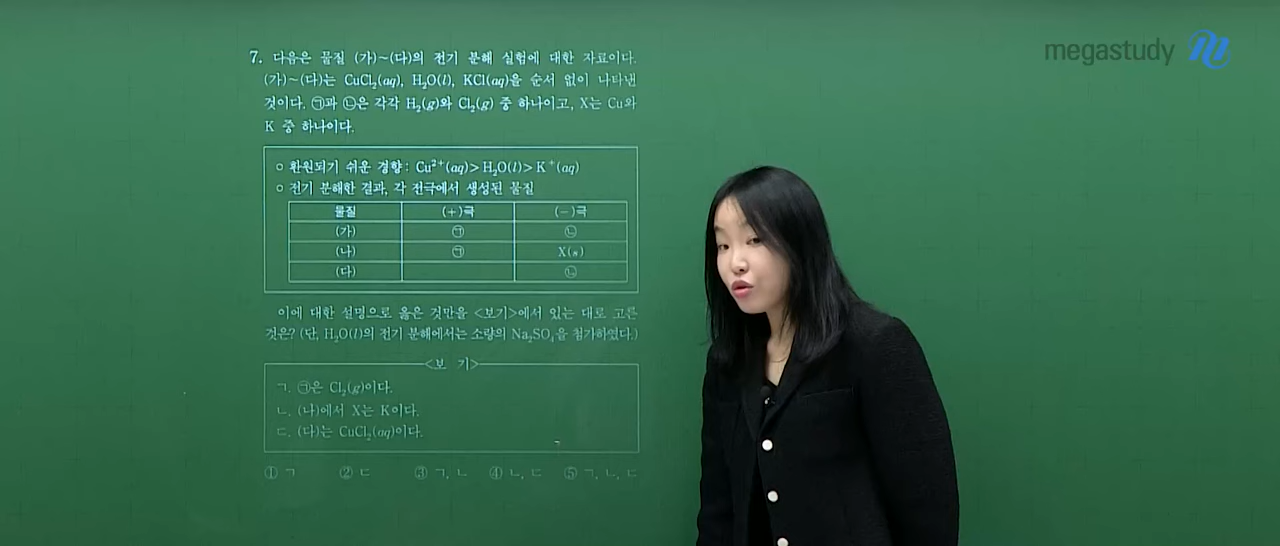 megastudy
7. 다음은 물질 (가)~(다)의 전기 분해 실험에 대한 자료이다.
(가)~(다)는 CuCl₂(aq), H₂O(l), KCl(aq)을 순서 없이 나타낸
것이다. ㉠과 ㉡은 각각 H₂(g)와 Cl₂(g) 중 하나이고, X는 Cu와
K 중 하나이다.
○ 환원되기 쉬운 경향 : Cu²⁺(aq) > H₂O(l) > K⁺(aq)
○ 전기 분해한 결과, 각 전극에서 생성된 물질
물질 (+)극 (-)극
(가) ㉠ ㉡
(나) ㉠ X(s)
(다) ㉡
이에 대한 설명으로 옳은 것만을 <보기>에서 있는 대로 고른
것은? (단, H₂O(l)의 전기 분해에서는 소량의 Na₂SO₄을 첨가하였다.)
<보 기>
ㄱ. ㉠은 Cl₂(g)이다.
ㄴ. (나)에서 X는 K이다.
ㄷ. (다)는 CuCl₂(aq)이다.
① ㄱ ② ㄷ ③ ㄱ, ㄴ ④ ㄴ, ㄷ ⑤ ㄱ, ㄴ, ㄷ